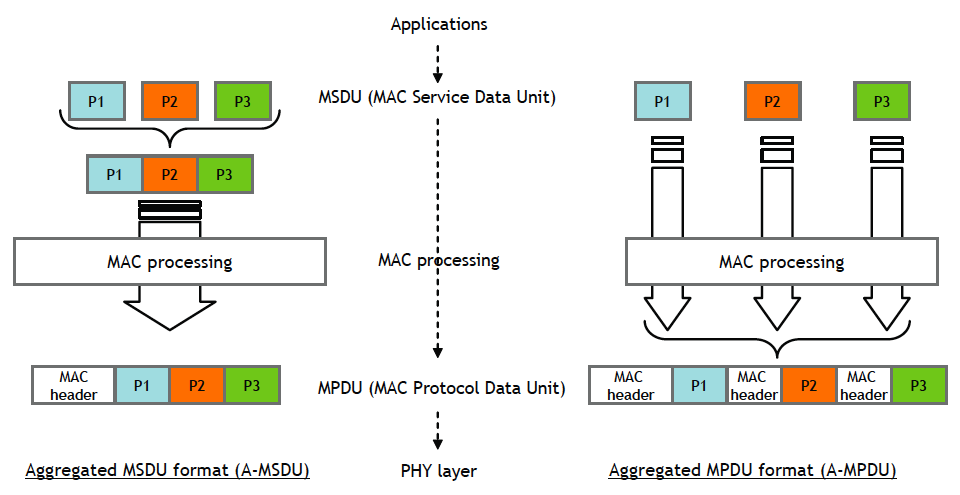 Applications
P1 P2 P3
MSDU (MAC Service Data Unit)
P1 P2 P3
P1 P2 P3
MAC processing
MAC processing
MAC processing
MAC header P1 P2 P3
MPDU (MAC Protocol Data Unit)
MAC header P1 MAC header P2 MAC header P3
Aggregated MSDU format (A-MSDU)
PHY layer
Aggregated MPDU format (A-MPDU)